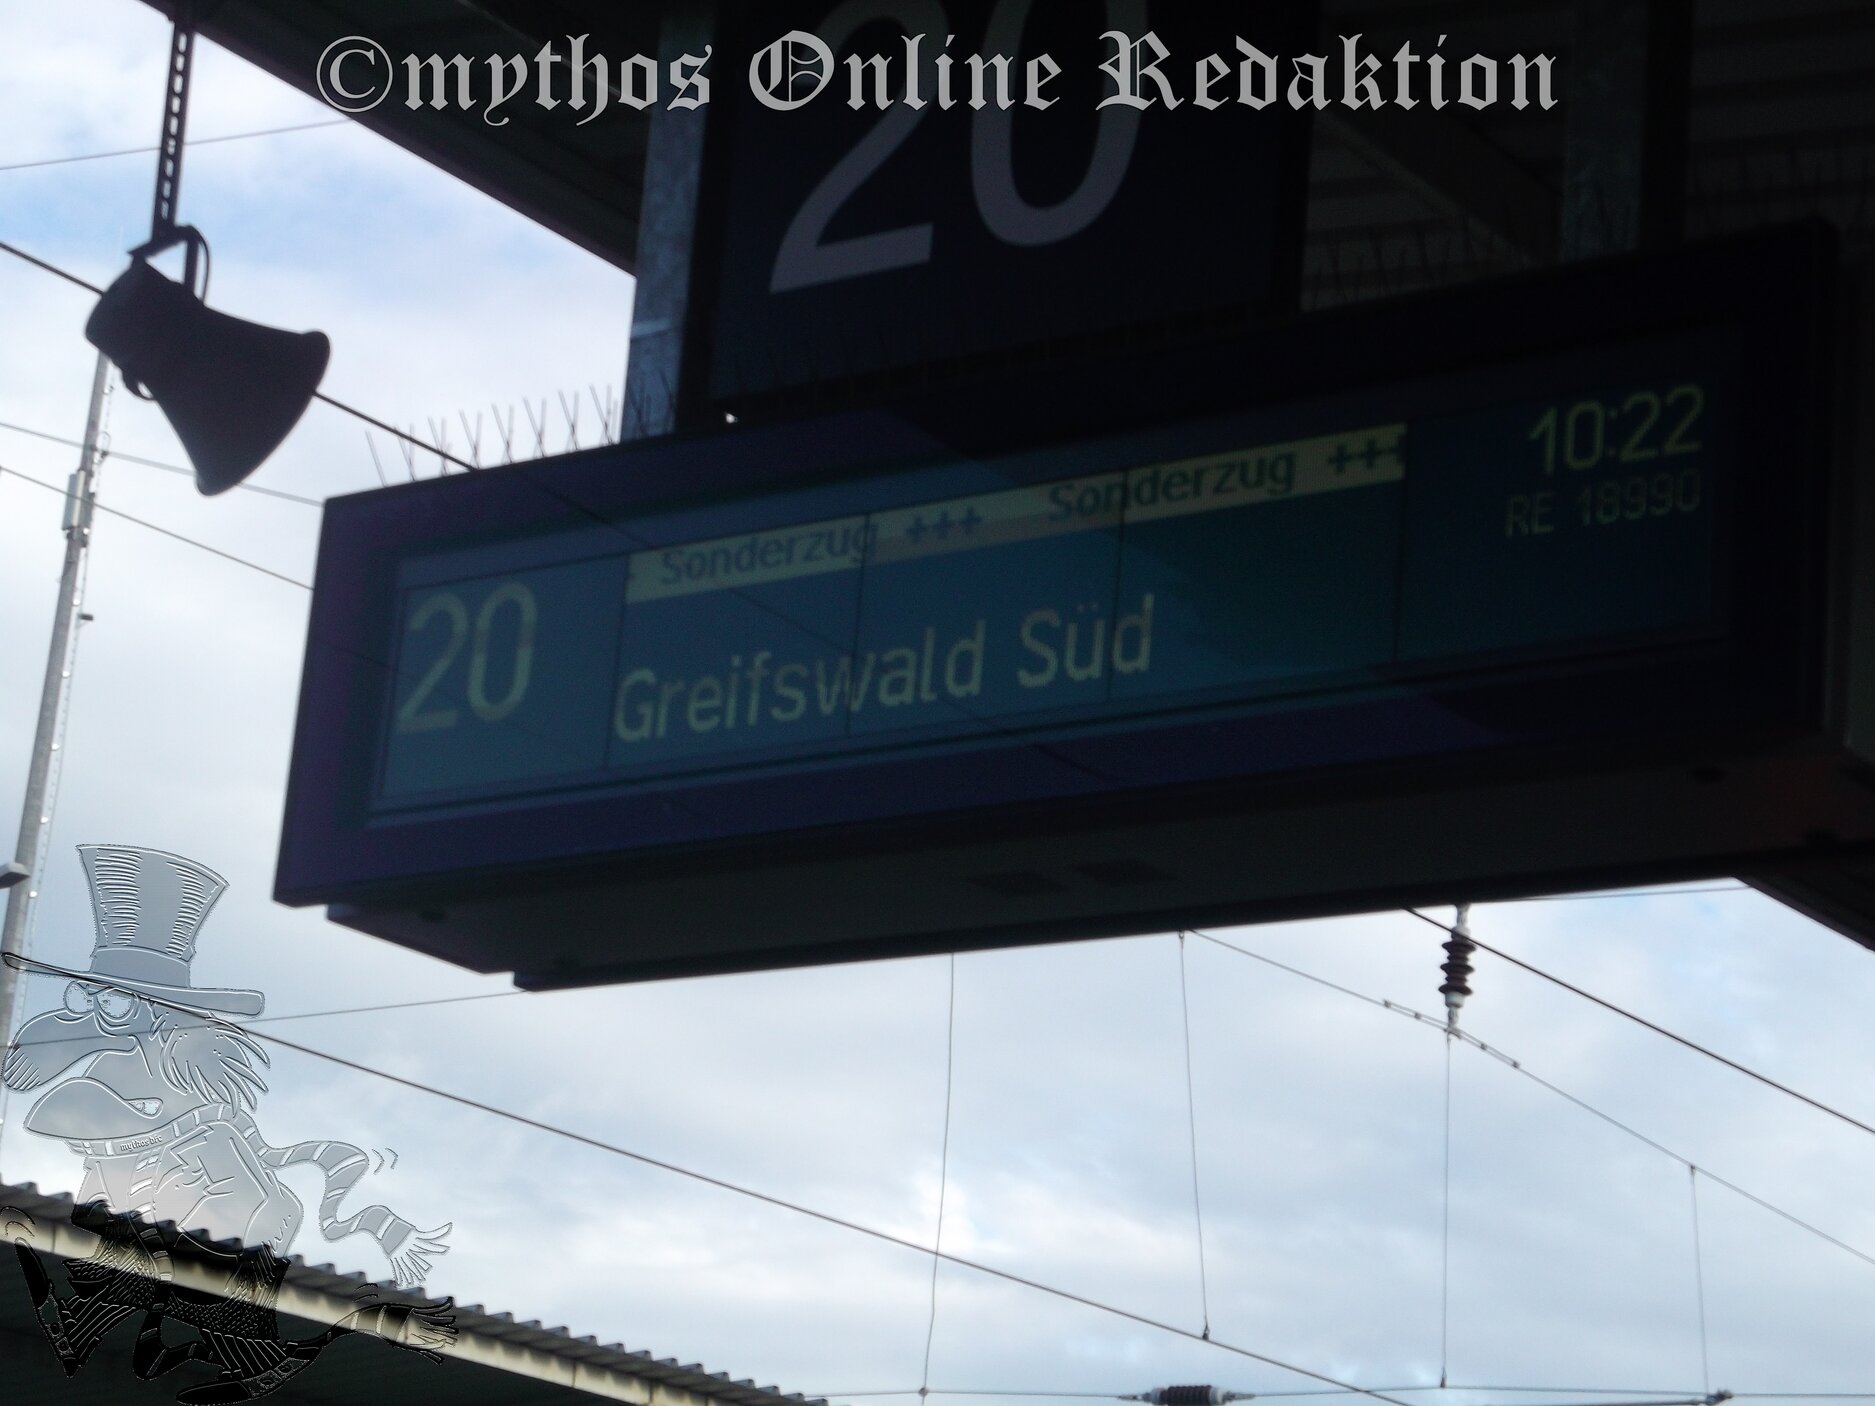 ©mythos Online Redaktion
20
Sonderzug +++ Sonderzug +++
10:22
RE 18990
20
Greifswald Süd